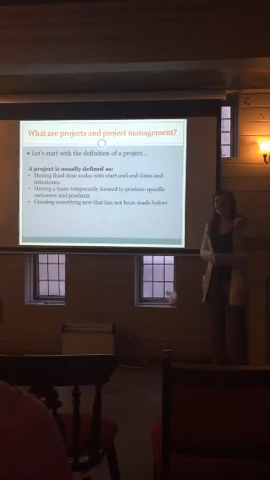 What are projects and project management?
• Let's start with the definition of a project...
A project is usually defined as:
• Having fixed time scales with start and end dates and
milestones
• Having a team temporarily formed to produce specific
outcomes and products
• Creating something new that has not been made before